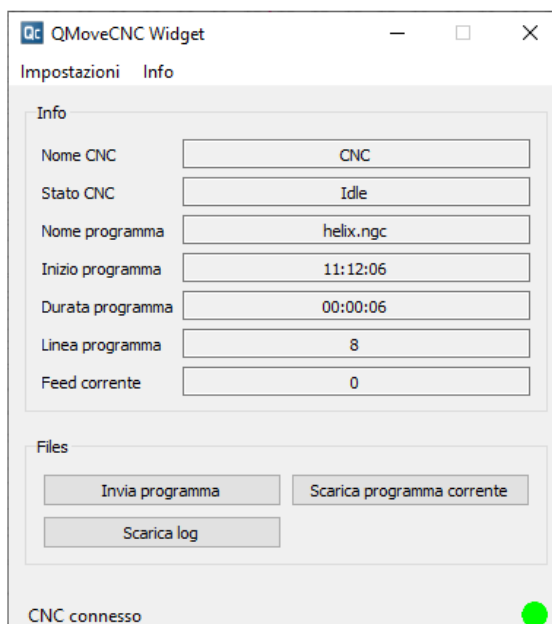 Qc QMoveCNC Widget
Impostazioni Info
Info
Nome CNC CNC
Stato CNC Idle
Nome programma helix.ngc
Inizio programma 11:12:06
Durata programma 00:00:06
Linea programma 8
Feed corrente 0
Files
Invia programma Scarica programma corrente
Scarica log
CNC connesso